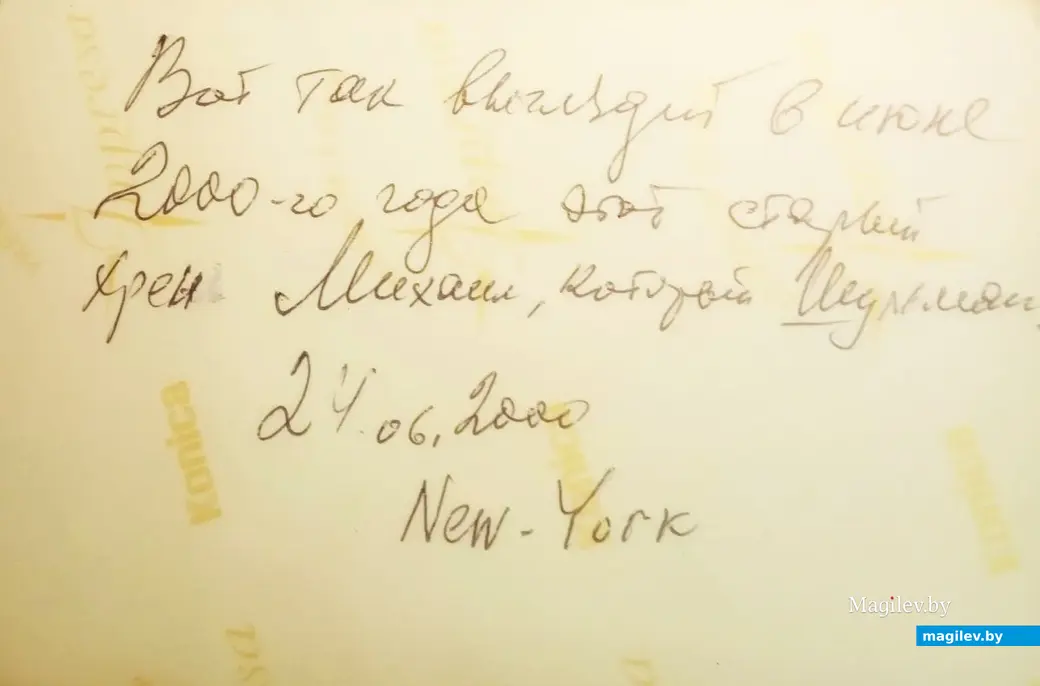 Вот так выглядит в июне
2000-го года этот старый
хрен Михаил, который Шульман,
24.06.2000
New-York
konica
Magilev.by
magilev.by